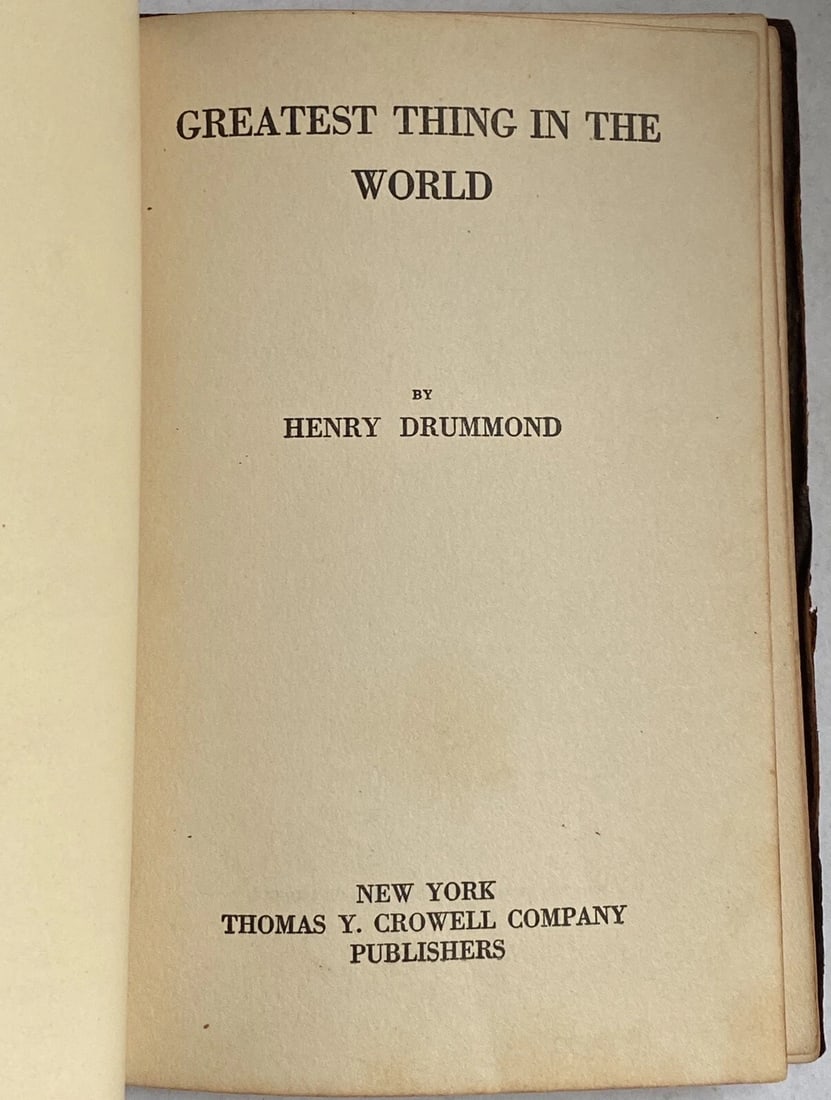 GREATEST THING IN THE
WORLD
BY
HENRY DRUMMOND
NEW YORK
THOMAS Y. CROWELL COMPANY
PUBLISHERS